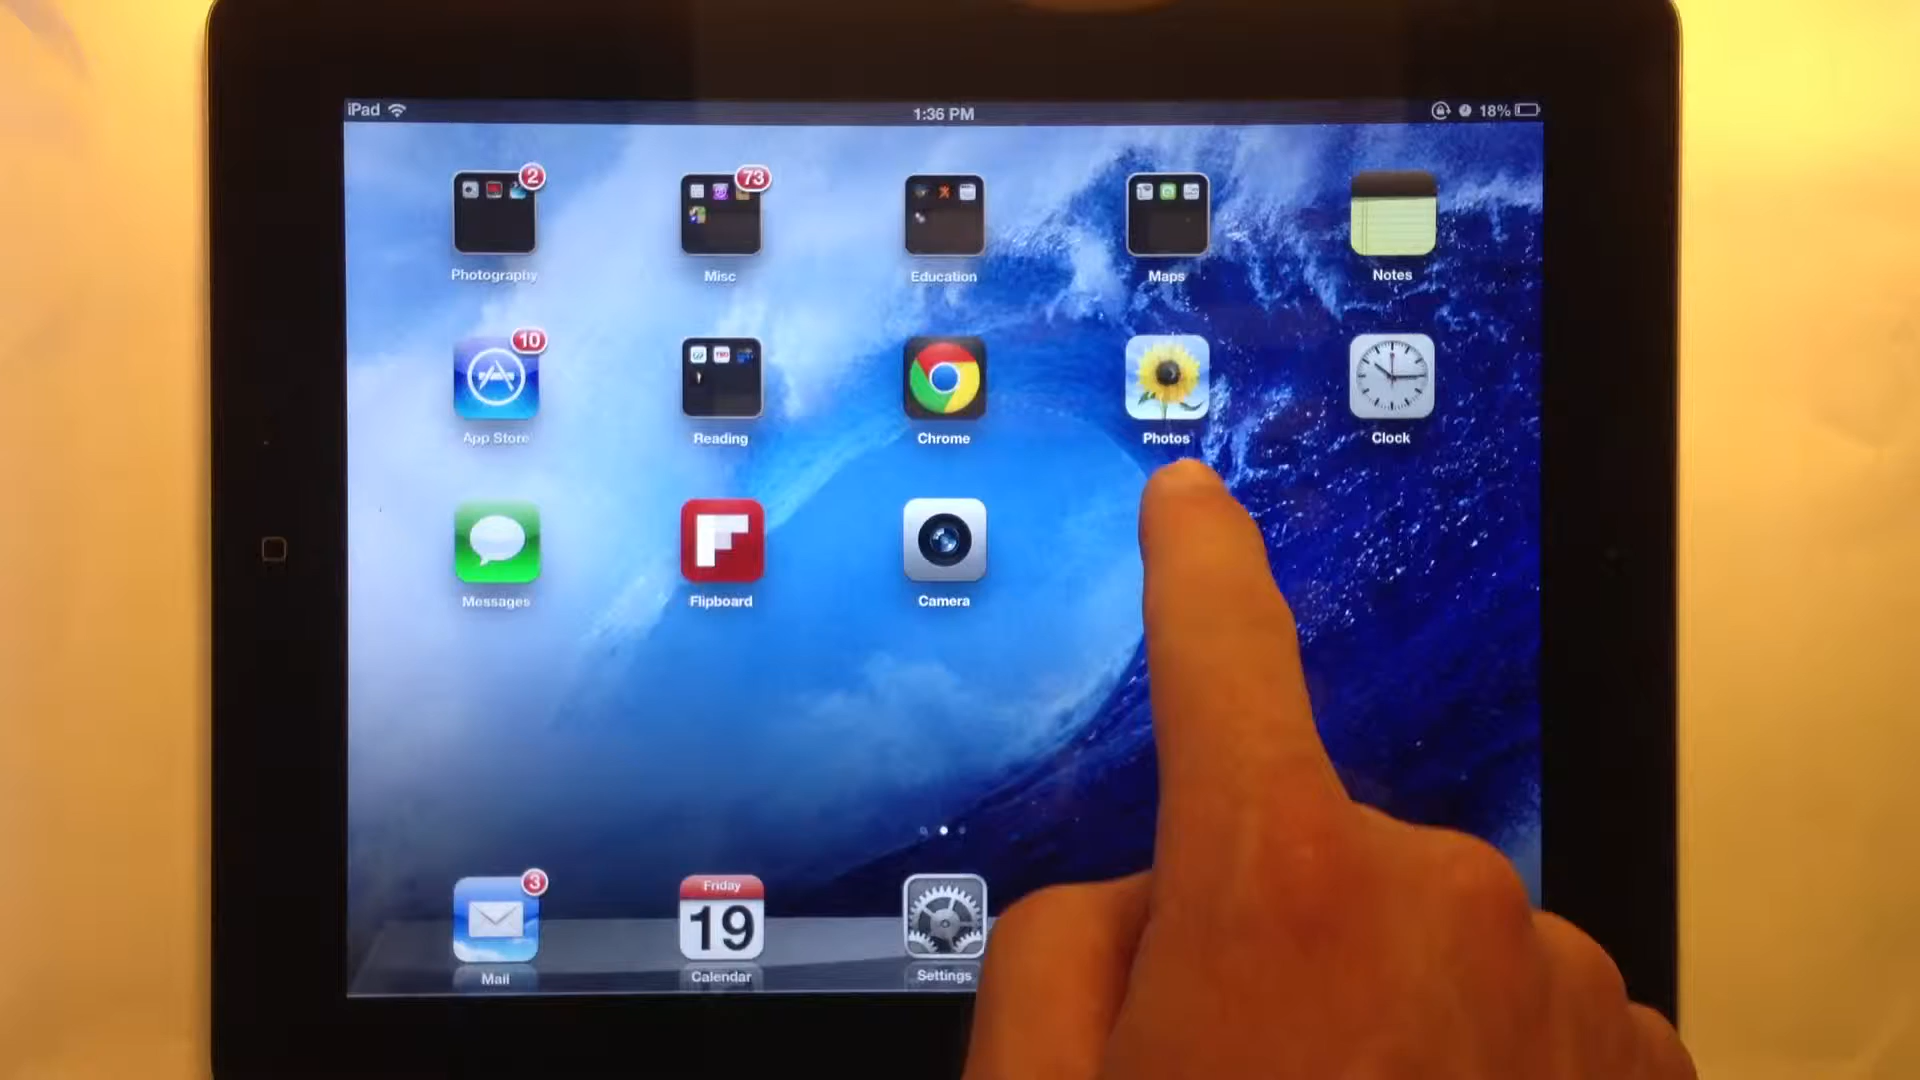 iPad 1:36 PM 18%
2 73
Photography Misc Education Maps Notes
10
App Store Reading Chrome Photos Clock
Messages Flipboard Camera
3 Friday
19
Mail Calendar Settings